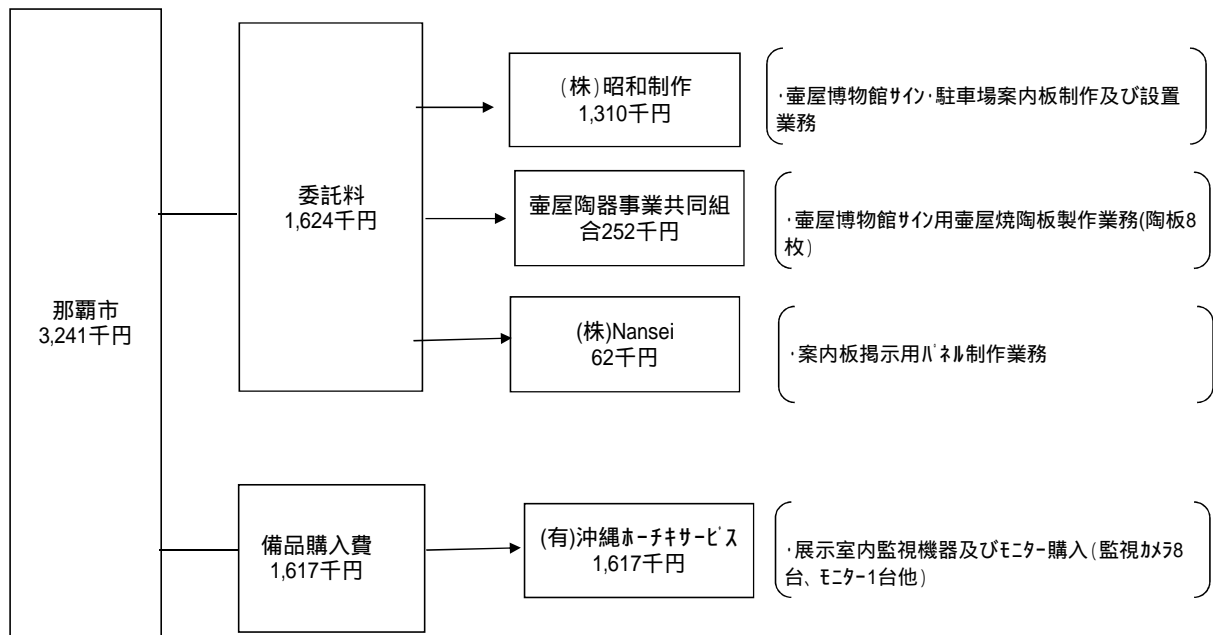 那覇市
3,241千円
委託料
1,624千円
(株)昭和制作
1,310千円
・壷屋博物館ｻｲﾝ・駐車場案内板制作及び設置
業務
壷屋陶器事業共同組
合252千円
・壷屋博物館ｻｲﾝ用壷屋焼陶板製作業務(陶板8
枚)
(株)Nansei
62千円
・案内板掲示用ﾊﾟﾈﾙ制作業務
備品購入費
1,617千円
(有)沖縄ホーチキサービス
1,617千円
・展示室内監視機器及びﾓﾆﾀｰ購入(監視ｶﾒﾗ8
台、ﾓﾆﾀｰ1台他)